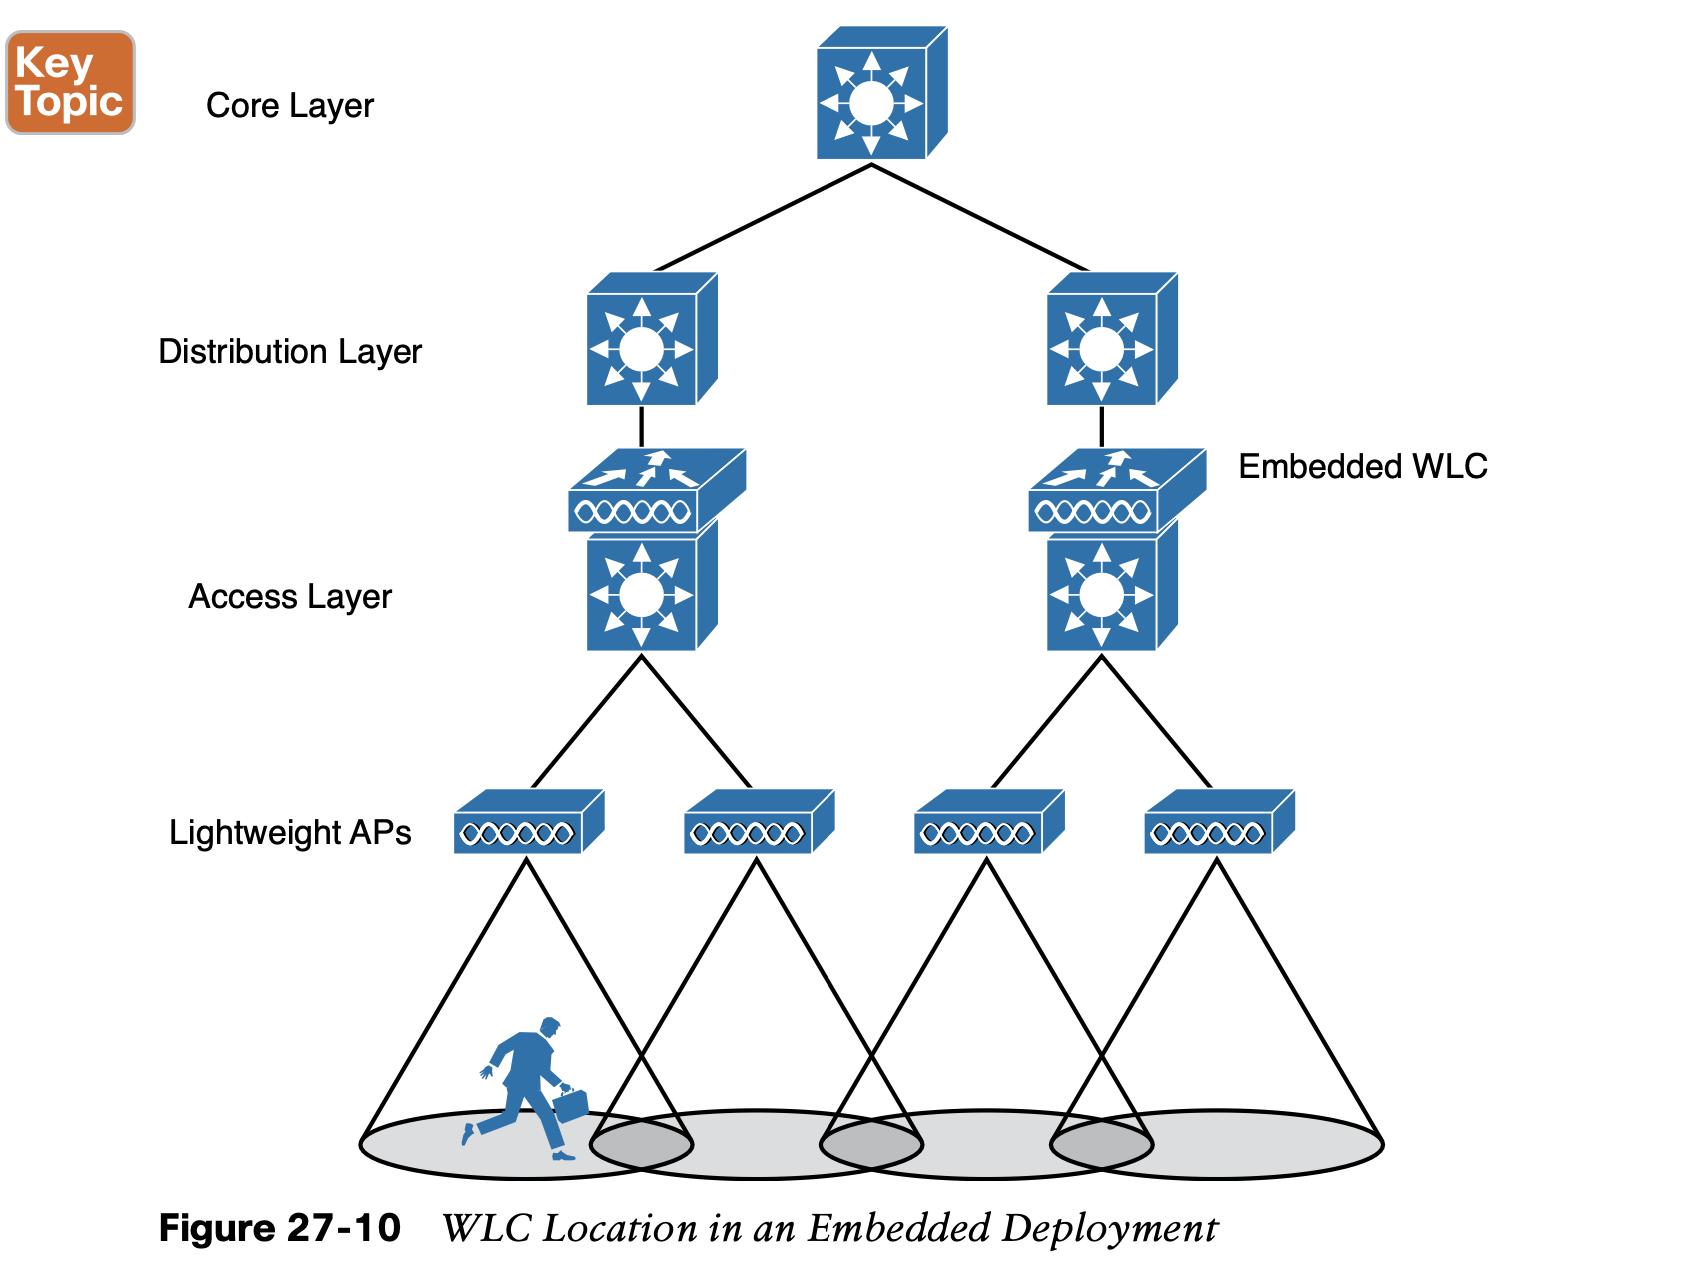 Key
Topic
Core Layer
Distribution Layer
Embedded WLC
Access Layer
Lightweight APs
Figure 27-10 WLC Location in an Embedded Deployment